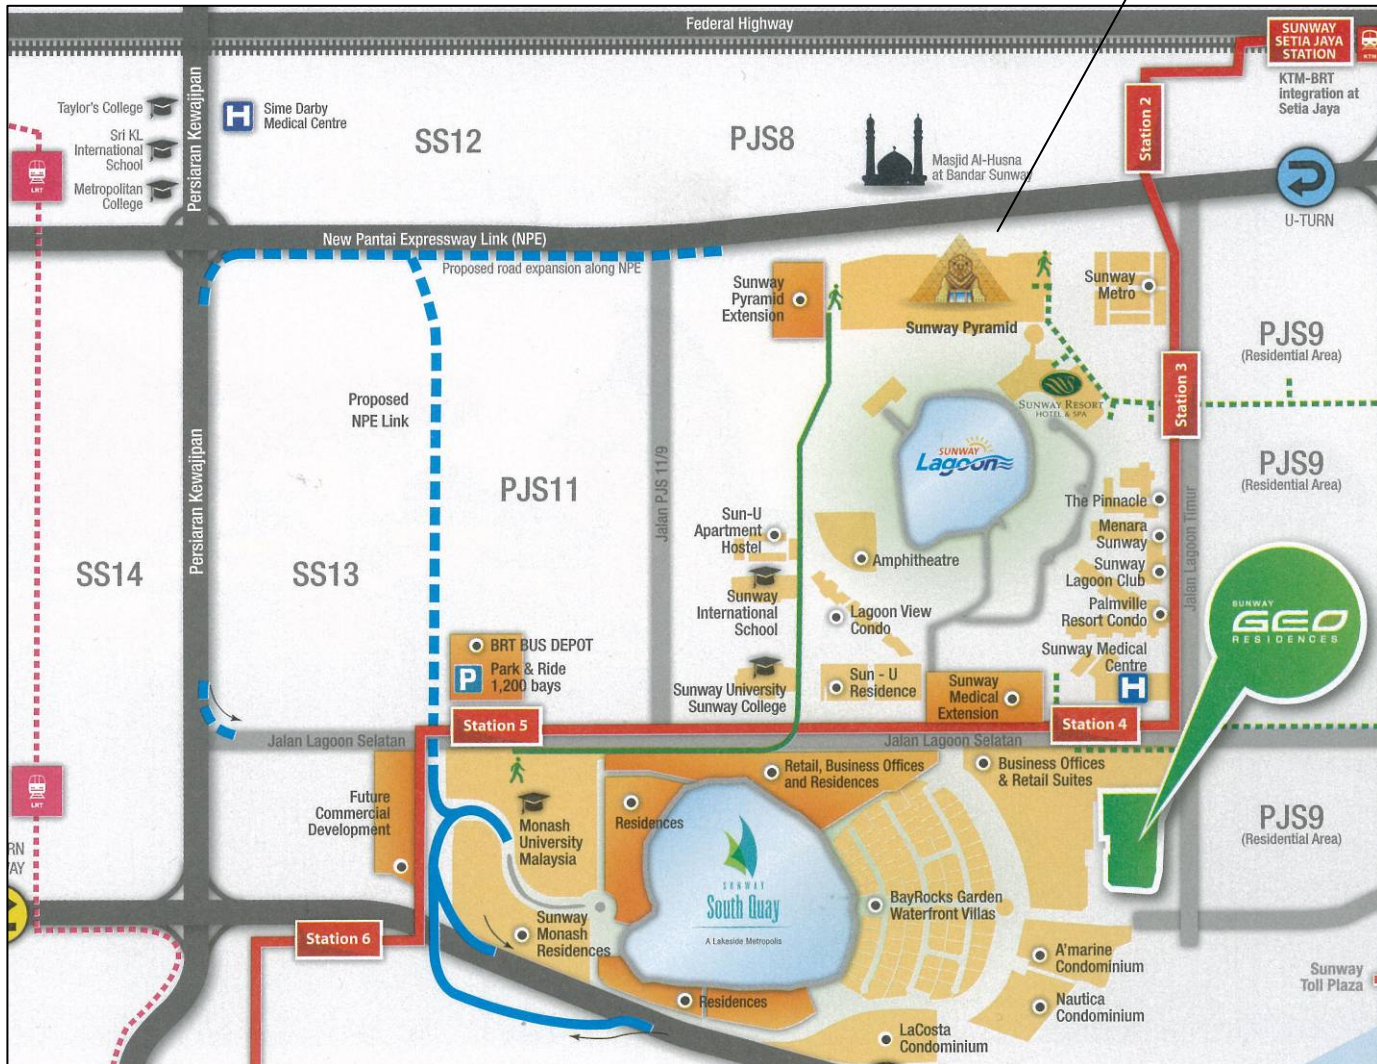 Federal Highway
SUNWAY
SETIA JAYA
STATION
KTM
KTM-BRT
integration at
Setia Jaya
Station 2
Taylor's College
Sri KL
International
School
Metropolitan
College
LRT
Persiaran Kewajipan
H
Sime Darby
Medical Centre
SS12
PJS8
Masjid Al-Husna
at Bandar Sunway
U-TURN
New Pantai Expressway Link (NPE)
Proposed road expansion along NPE
Sunway
Pyramid
Extension
Sunway Pyramid
Sunway
Metro
PJS9
(Residential Area)
Proposed
NPE Link
SUNWAY RESORT
HOTEL & SPA
Station 3
SUNWAY
Lagoon
PJS9
(Residential Area)
Persiaran Kewajipan
PJS11
Jalan PJS 11/9
The Pinnacle
Menara
Sunway
Sunway
Lagoon Club
Palmville
Resort Condo
Jalan Lagoon Timur
Sun-U
Apartment
Hostel
Amphitheatre
SS14
SS13
Sunway
International
School
Lagoon View
Condo
SUNWAY
GEO
RESIDENCES
BRT BUS DEPOT
P
Park & Ride
1,200 bays
Sunway University
Sunway College
Sun - U
Residence
Sunway
Medical
Extension
Sunway Medical
Centre
H
Station 5
Station 4
Jalan Lagoon Selatan
Jalan Lagoon Selatan
LRT
Future
Commercial
Development
Monash
University
Malaysia
Residences
Retail, Business Offices
and Residences
Business Offices
& Retail Suites
PJS9
(Residential Area)
RN
AY
SUNWAY
South Quay
A Lakeside Metropolis
BayRocks Garden
Waterfront Villas
Station 6
Sunway
Monash
Residences
A'marine
Condominium
Sunway
Toll Plaza
Residences
Nautica
Condominium
LaCosta
Condominium